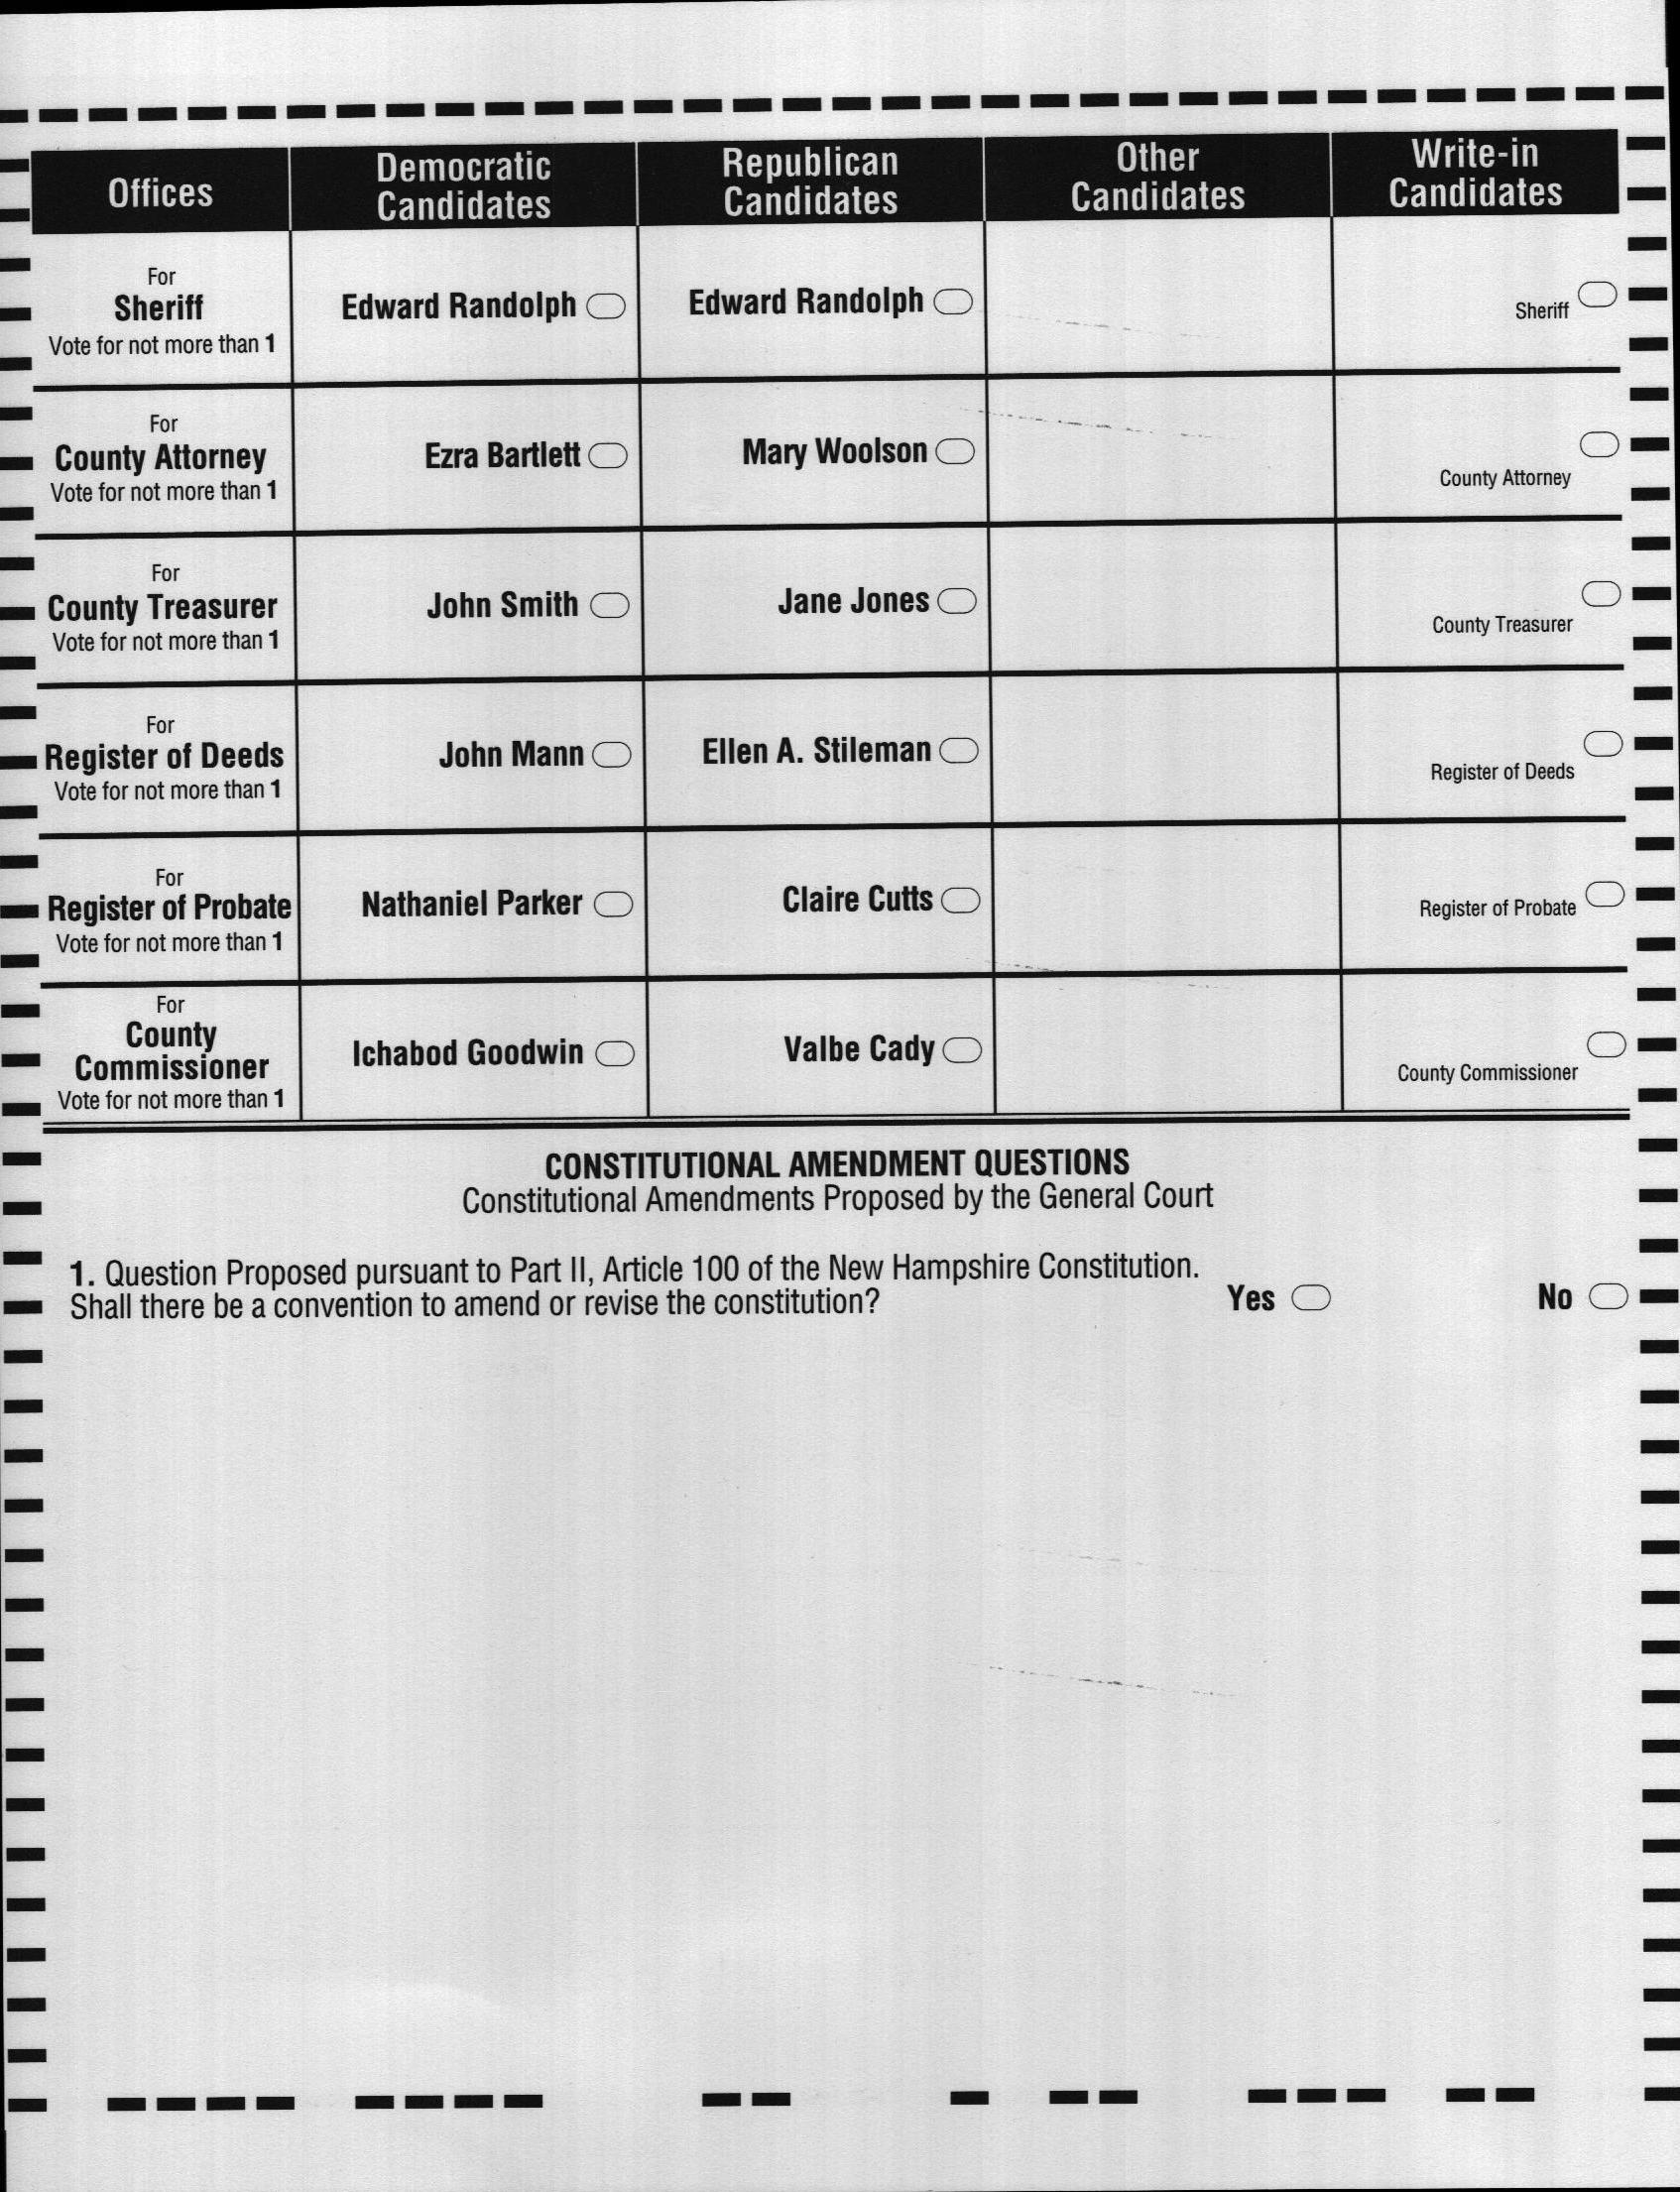 Offices
Democratic
Candidates
Republican
Candidates
Other
Candidates
Write-in
Candidates
For
Sheriff
Vote for not more than 1
Edward Randolph
Edward Randolph
Sheriff
For
County Attorney
Vote for not more than 1
Ezra Bartlett
Mary Woolson
County Attorney
For
County Treasurer
Vote for not more than 1
John Smith
Jane Jones
County Treasurer
For
Register of Deeds
Vote for not more than 1
John Mann
Ellen A. Stileman
Register of Deeds
For
Register of Probate
Vote for not more than 1
Nathaniel Parker
Claire Cutts
Register of Probate
For
County
Commissioner
Vote for not more than 1
Ichabod Goodwin
Valbe Cady
County Commissioner
CONSTITUTIONAL AMENDMENT QUESTIONS
Constitutional Amendments Proposed by the General Court
1. Question Proposed pursuant to Part II, Article 100 of the New Hampshire Constitution.
Shall there be a convention to amend or revise the constitution?
Yes
No